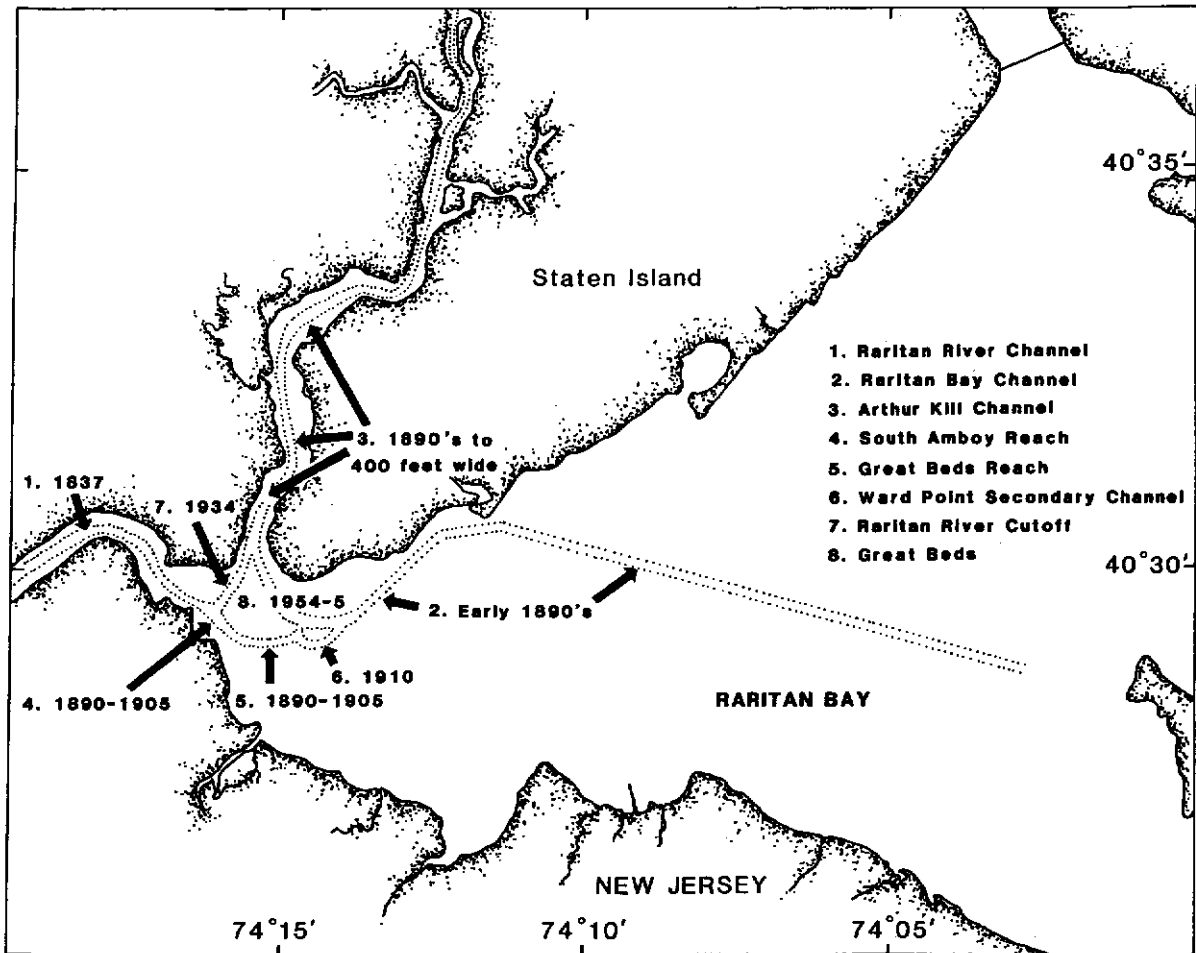 40°35'
Staten Island
1. Raritan River Channel
2. Raritan Bay Channel
3. Arthur Kill Channel
4. South Amboy Reach
5. Great Beds Reach
6. Ward Point Secondary Channel
7. Raritan River Cutoff
8. Great Beds
3. 1890's to
400 feet wide
1. 1837
7. 1934
40°30'
8. 1954-5
2. Early 1890's
6. 1910
4. 1890-1905
5. 1890-1905
RARITAN BAY
NEW JERSEY
74°15'
74°10'
74°05'